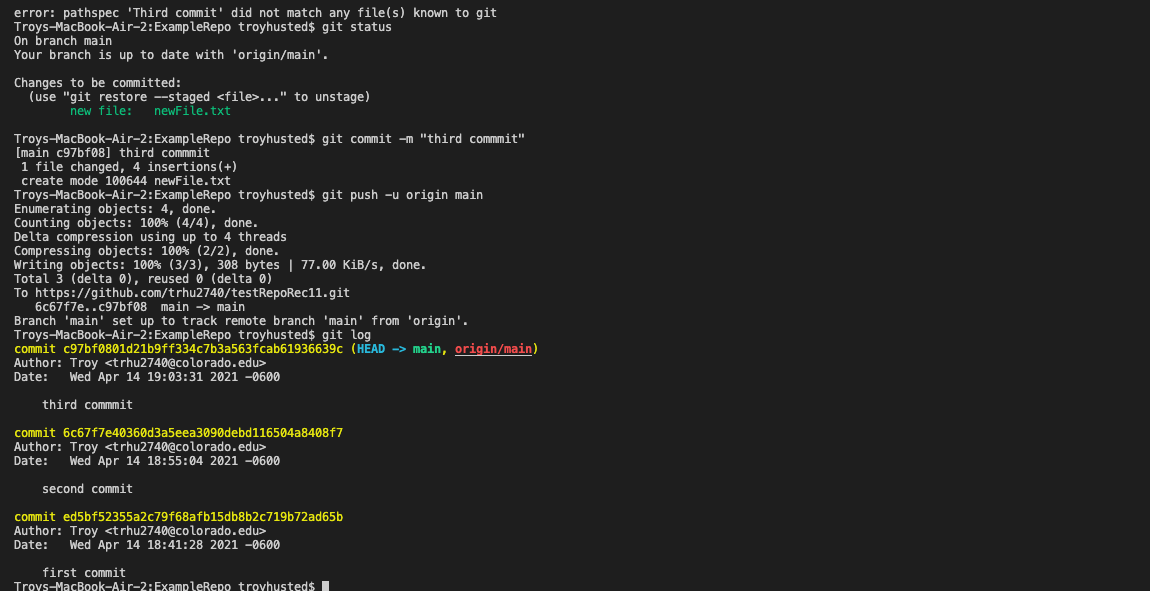 error: pathspec 'Third commit' did not match any file(s) known to git
Troys-MacBook-Air-2:ExampleRepo troyhusted$ git status
On branch main
Your branch is up to date with 'origin/main'.
Changes to be committed:
(use "git restore --staged <file>..." to unstage)
new file: newFile.txt
Troys-MacBook-Air-2:ExampleRepo troyhusted$ git commit -m "third commmit"
[main c97bf08] third commmit
1 file changed, 4 insertions(+)
create mode 100644 newFile.txt
Troys-MacBook-Air-2:ExampleRepo troyhusted$ git push -u origin main
Enumerating objects: 4, done.
Counting objects: 100% (4/4), done.
Delta compression using up to 4 threads
Compressing objects: 100% (2/2), done.
Writing objects: 100% (3/3), 308 bytes | 77.00 KiB/s, done.
Total 3 (delta 0), reused 0 (delta 0)
To https://github.com/trhu2740/testRepoRec11.git
6c67f7e..c97bf08 main -> main
Branch 'main' set up to track remote branch 'main' from 'origin'.
Troys-MacBook-Air-2:ExampleRepo troyhusted$ git log
commit c97bf0801d21b9ff334c7b3a563fcab61936639c (HEAD -> main, origin/main)
Author: Troy <trhu2740@colorado.edu>
Date: Wed Apr 14 19:03:31 2021 -0600
third commmit
commit 6c67f7e40360d3a5eea3090debd116504a8408f7
Author: Troy <trhu2740@colorado.edu>
Date: Wed Apr 14 18:55:04 2021 -0600
second commit
commit ed5bf52355a2c79f68afb15db8b2c719b72ad65b
Author: Troy <trhu2740@colorado.edu>
Date: Wed Apr 14 18:41:28 2021 -0600
first commit
Troys-MacBook-Air-2:ExampleRepo troyhusted$